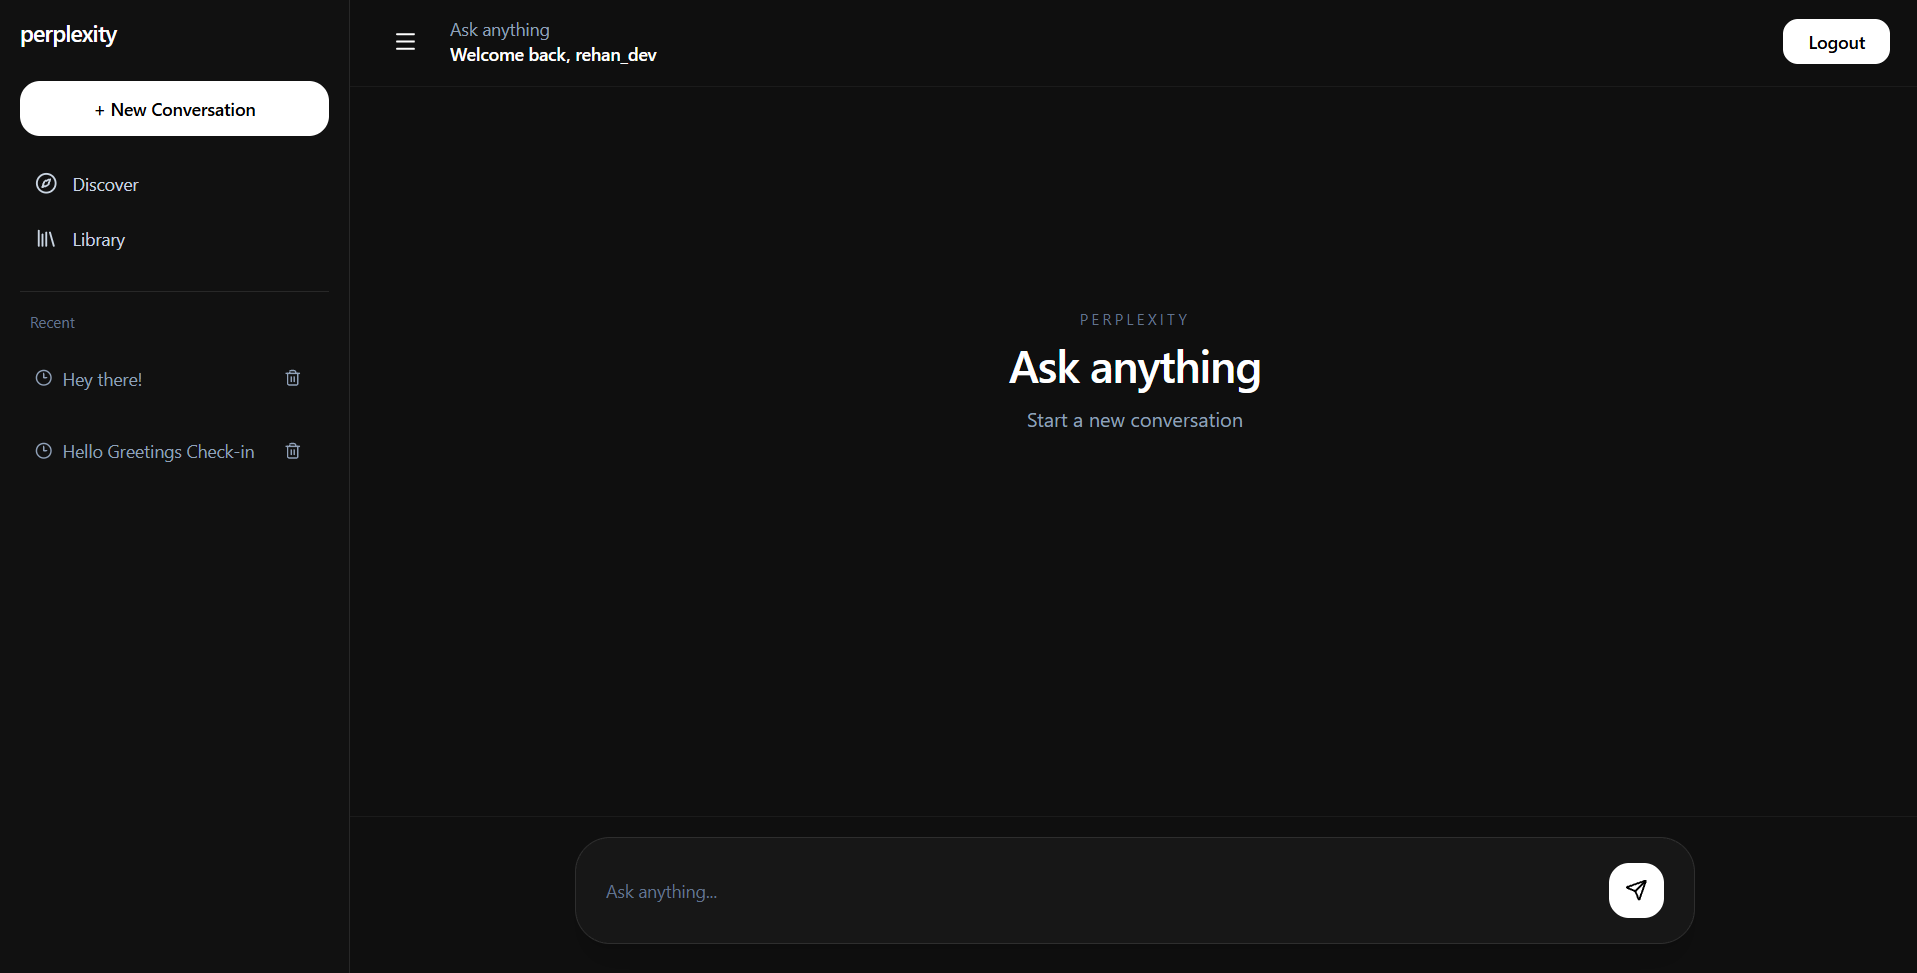 perplexity
+ New Conversation
Discover
Library
Recent
Hey there!
Hello Greetings Check-in
Ask anything
Welcome back, rehan_dev
Logout
PERPLEXITY
Ask anything
Start a new conversation
Ask anything...